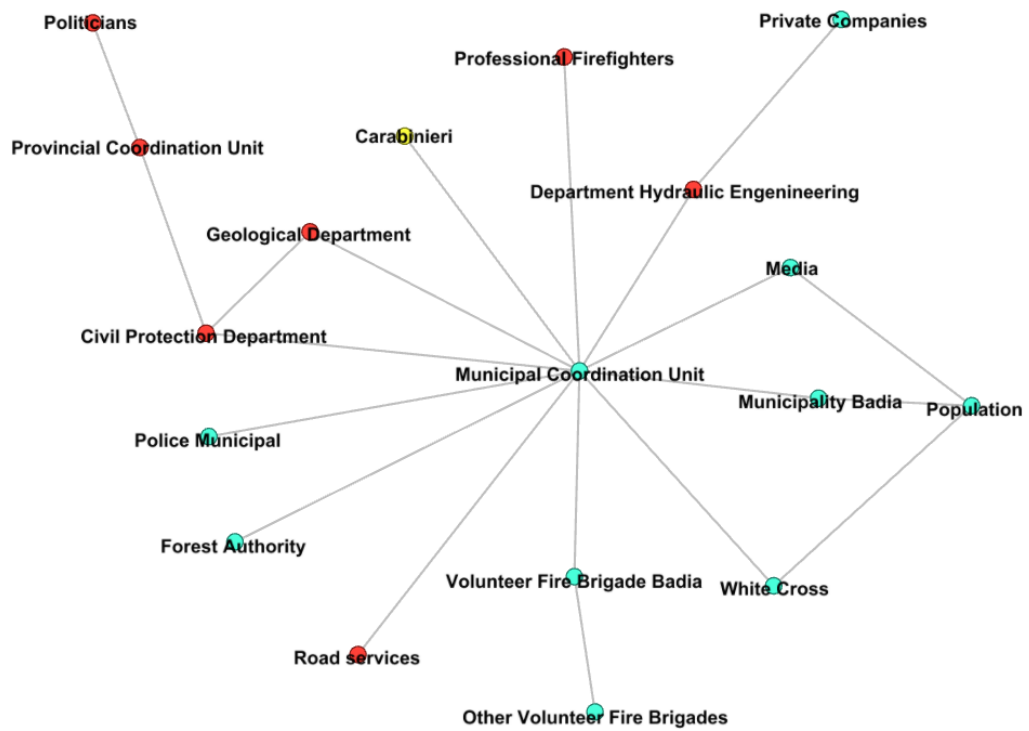 Politicians
Private Companies
Professional Firefighters
Carabinieri
Provincial Coordination Unit
Department Hydraulic Engenineering
Geological Department
Media
Civil Protection Department
Municipal Coordination Unit
Municipality Badia
Population
Police Municipal
Forest Authority
Volunteer Fire Brigade Badia
White Cross
Road services
Other Volunteer Fire Brigades